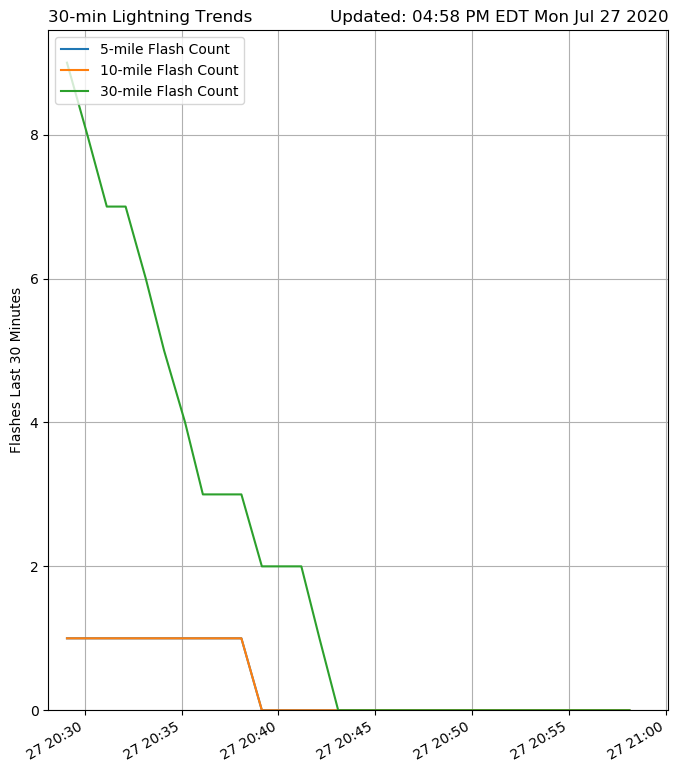 30-min Lightning Trends
Updated: 04:58 PM EDT Mon Jul 27 2020
5-mile Flash Count
10-mile Flash Count
30-mile Flash Count
Flashes Last 30 Minutes
8
6
4
2
0
27 20:30
27 20:35
27 20:40
27 20:45
27 20:50
27 20:55
27 21:00